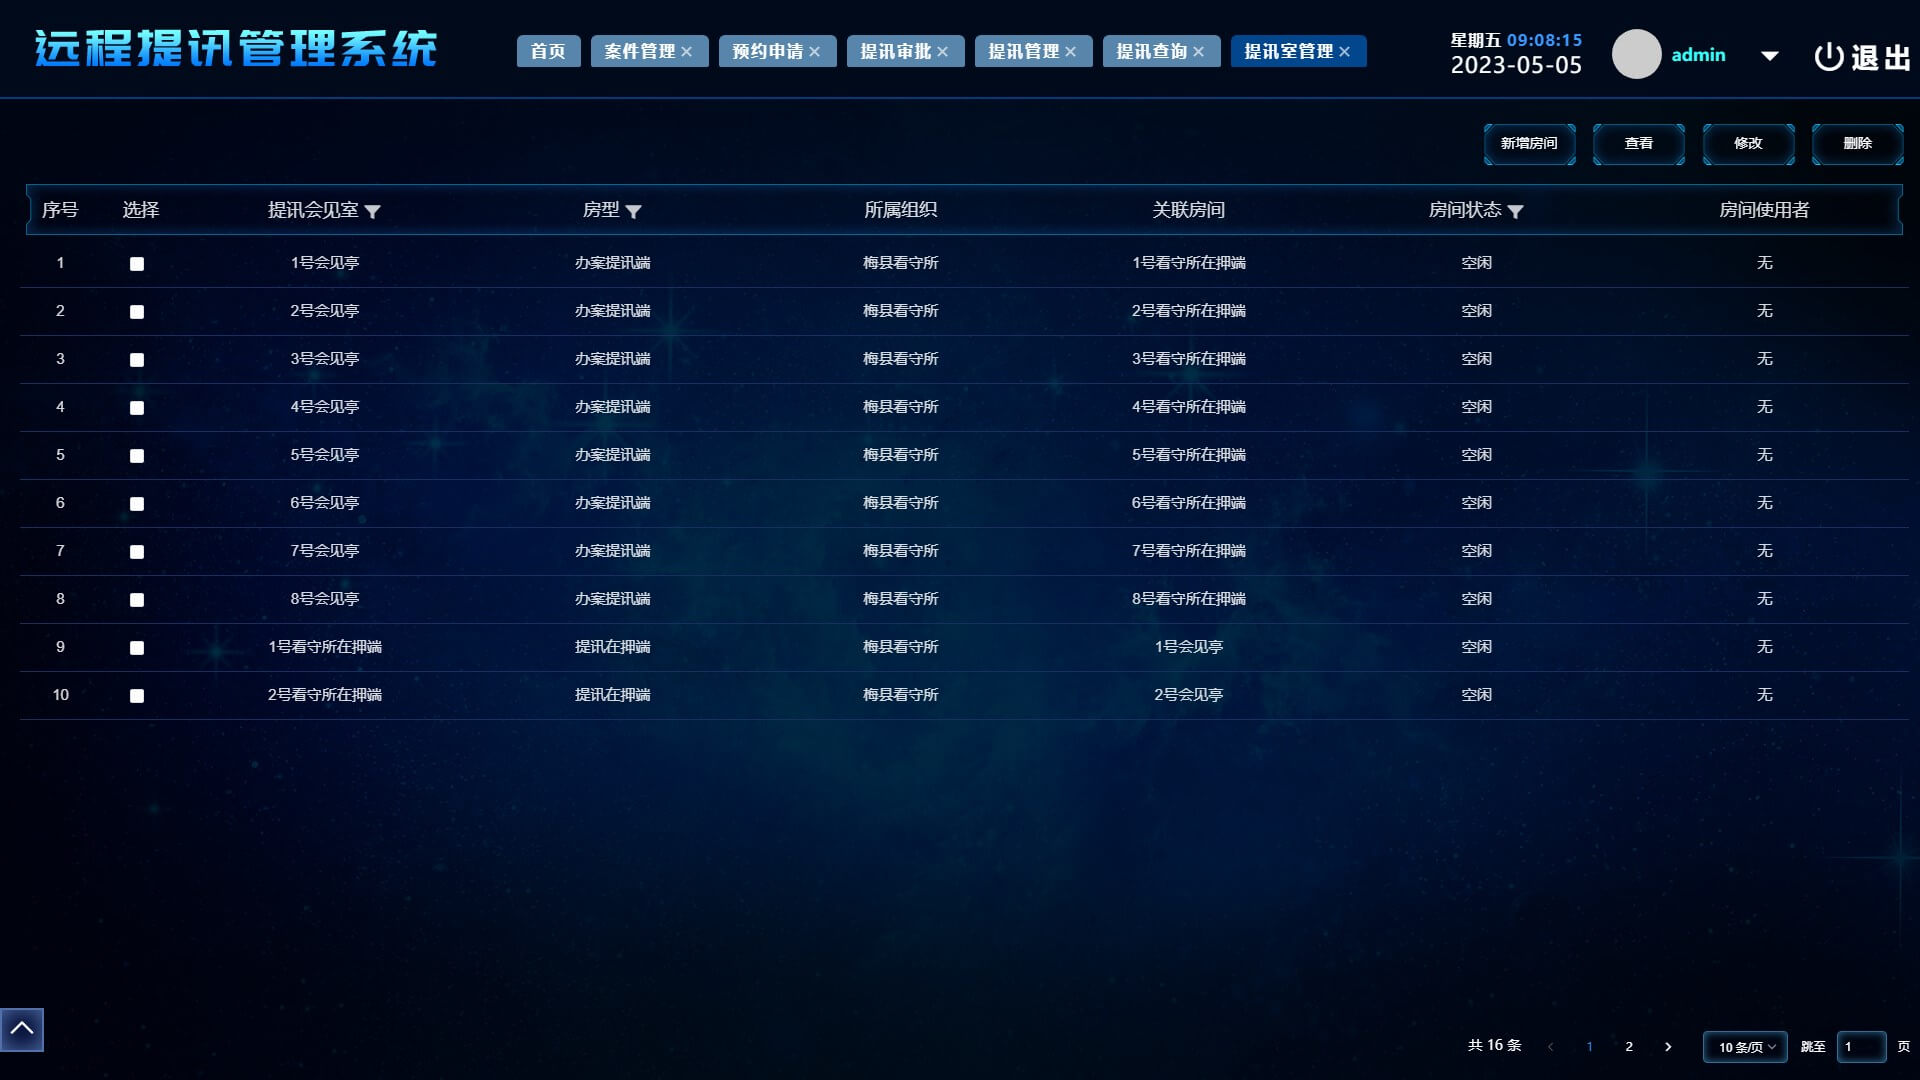 远程提讯管理系统
首页 案件管理 预约申请 提讯审批 提讯管理 提讯查询 提讯室管理
星期五 09:08:15
2023-05-05
admin
退出
新增房间 查看 修改 删除
序号 选择 提讯会见室 房型 所属组织 关联房间 房间状态 房间使用者
1 1号会见亭 办案提讯端 梅县看守所 1号看守所在押端 空闲 无
2 2号会见亭 办案提讯端 梅县看守所 2号看守所在押端 空闲 无
3 3号会见亭 办案提讯端 梅县看守所 3号看守所在押端 空闲 无
4 4号会见亭 办案提讯端 梅县看守所 4号看守所在押端 空闲 无
5 5号会见亭 办案提讯端 梅县看守所 5号看守所在押端 空闲 无
6 6号会见亭 办案提讯端 梅县看守所 6号看守所在押端 空闲 无
7 7号会见亭 办案提讯端 梅县看守所 7号看守所在押端 空闲 无
8 8号会见亭 办案提讯端 梅县看守所 8号看守所在押端 空闲 无
9 1号看守所在押端 提讯在押端 梅县看守所 1号会见亭 空闲 无
10 2号看守所在押端 提讯在押端 梅县看守所 2号会见亭 空闲 无
共 16 条 1 2 10 条/页 跳至 1 页